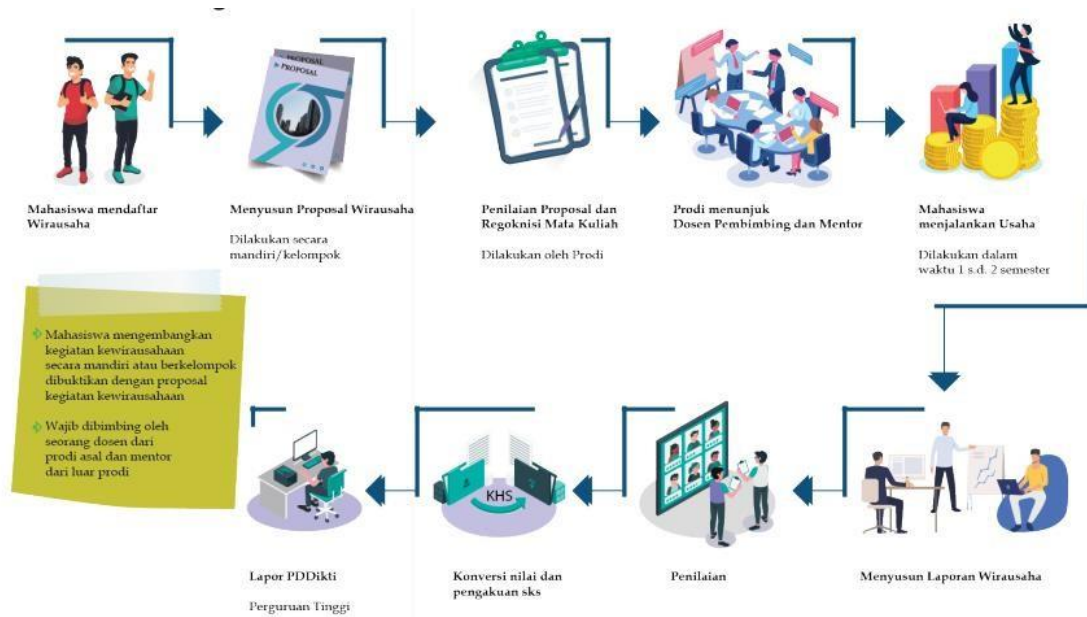 PROPOSAL
PROPOSAL
Mahasiswa mendaftar
Wirausaha
Menyusun Proposal Wirausaha
Dilakukan secara
mandiri/kelompok
Penilaian Proposal dan
Regoknisi Mata Kuliah
Dilakukan oleh Prodi
Prodi menunjuk
Dosen Pembimbing dan Mentor
Mahasiswa
menjalankan Usaha
Dilakukan dalam
waktu 1 s.d. 2 semester
Mahasiswa mengembangkan
kegiatan kewirausahaan
secara mandiri atau berkelompok
dibuktikan dengan proposal
kegiatan kewirausahaan
Wajib dibimbing oleh
seorang dosen dari
prodi asal dan mentor
dari luar prodi
KHS
Lapor PDDikti
Perguruan Tinggi
Konversi nilai dan
pengakuan sks
Penilaian
Menyusun Laporan Wirausaha